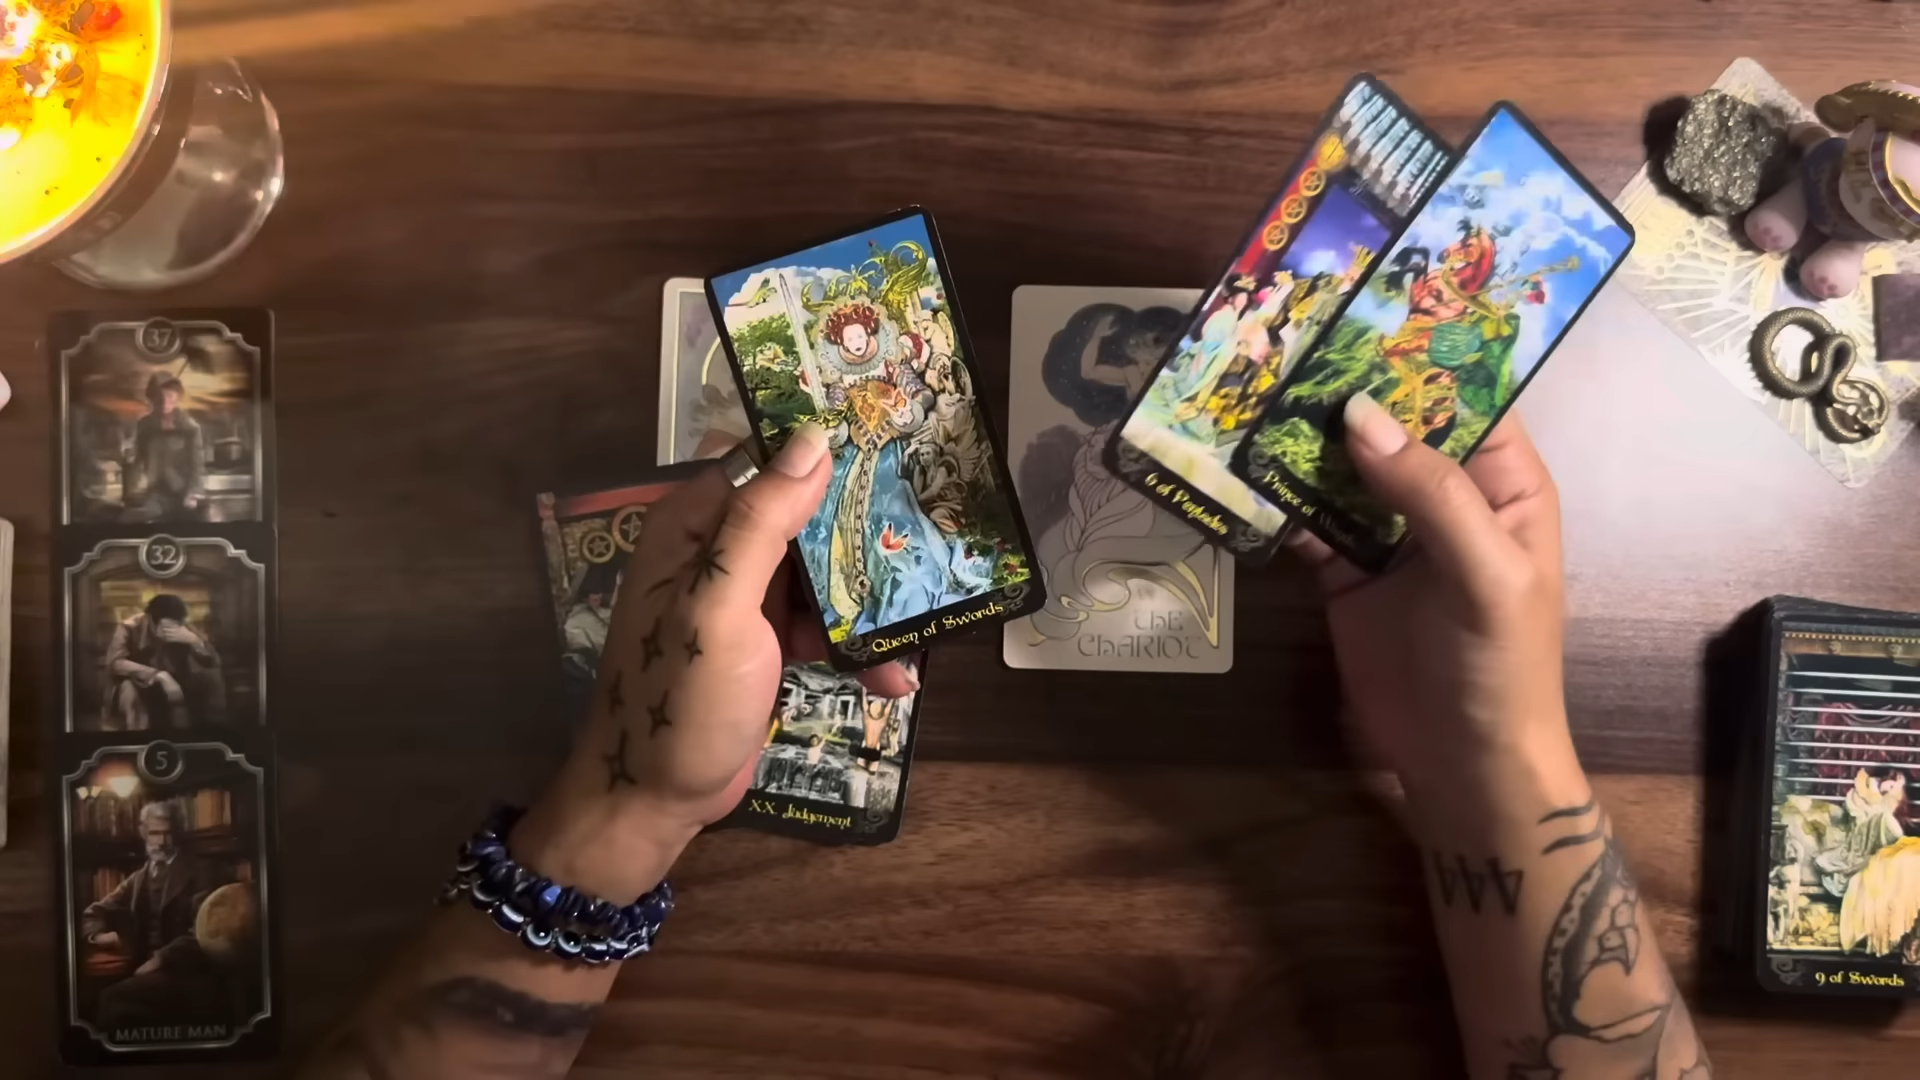 37
32
5
MATURE MAN
Queen of Swords
XX Judgement
THE
CHARIOT
6 of Pentacles
Prince of
444
9 of Swords